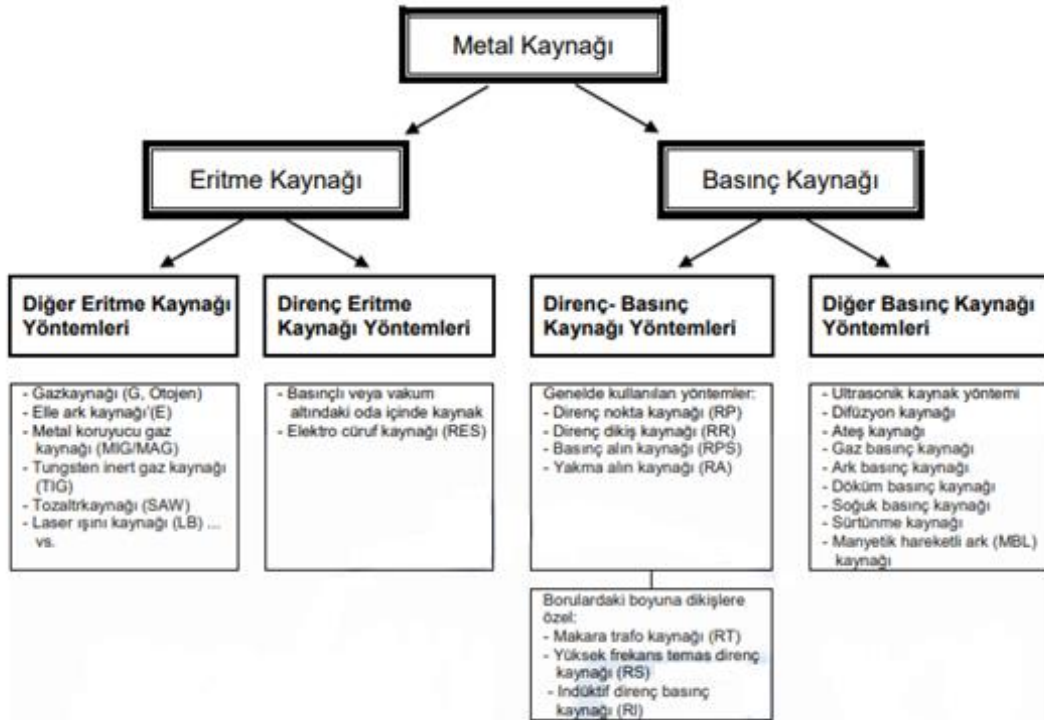 Metal Kaynağı
Eritme Kaynağı
Basınç Kaynağı
Diğer Eritme Kaynağı
Yöntemleri
- Gazkaynağı (G, Otojen)
- Elle ark kaynağı'(E)
- Metal koruyucu gaz
kaynağı (MIG/MAG)
- Tungsten inert gaz kaynağı
(TIG)
- Tozaltrkaynağı (SAW)
- Laser ışını kaynağı (LB) ...
vs.
Direnç Eritme
Kaynağı Yöntemleri
- Basınçlı veya vakum
altındaki oda içinde kaynak
- Elektro cüruf kaynağı (RES)
Direnç- Basınç
Kaynağı Yöntemleri
Genelde kullanılan yöntemler:
- Direnç nokta kaynağı (RP)
- Direnç dikiş kaynağı (RR)
- Basınç alın kaynağı (RPS)
- Yakma alın kaynağı (RA)
Borulardaki boyuna dikişlere
özel:
- Makara trafo kaynağı (RT)
- Yüksek frekans temas direnç
kaynağı (RS)
- Indüktif direnç basınç
kaynağı (RI)
Diğer Basınç Kaynağı
Yöntemleri
- Ultrasonik kaynak yöntemi
- Difüzyon kaynağı
- Ateş kaynağı
- Gaz basınç kaynağı
- Ark basınç kaynağı
- Döküm basınç kaynağı
- Soğuk basınç kaynağı
- Sürtünme kaynağı
- Manyetik hareketli ark (MBL)
kaynağı